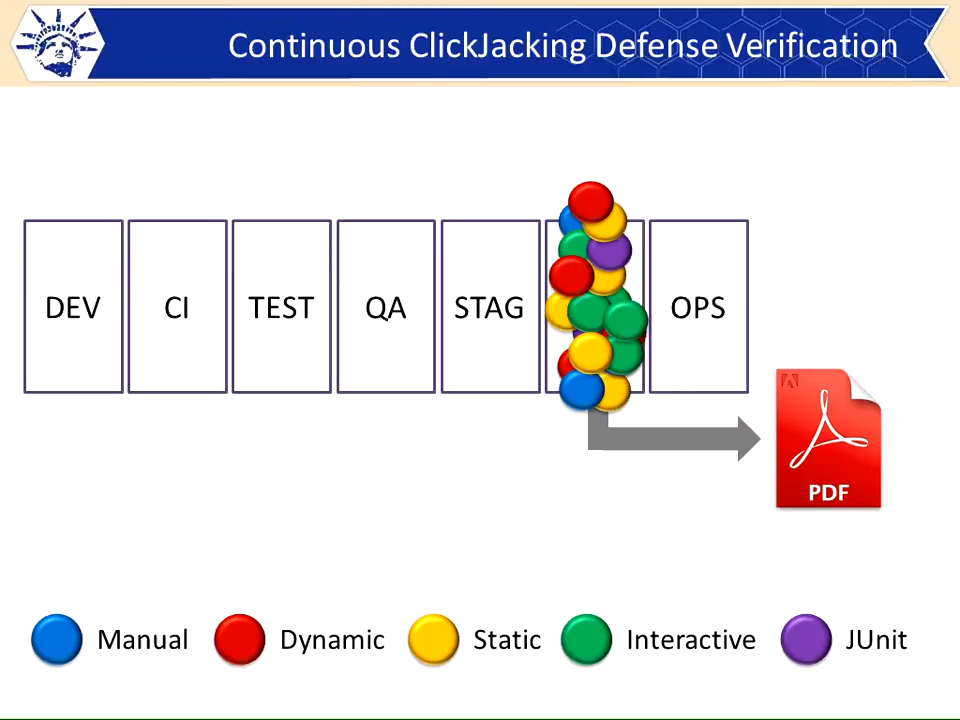 Continuous ClickJacking Defense Verification
DEV
CI
TEST
QA
STAG
OPS
PDF
Manual
Dynamic
Static
Interactive
JUnit